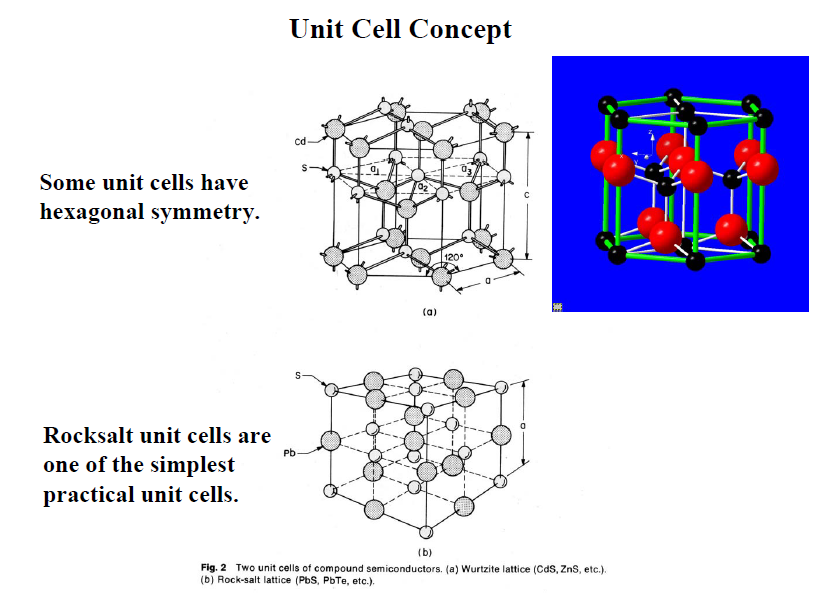 Unit Cell Concept
Some unit cells have
hexagonal symmetry.
Cd
S
a1
a2
a3
c
120°
a
(a)
z
Rocksalt unit cells are
one of the simplest
practical unit cells.
S
Pb
a
(b)
Fig. 2 Two unit cells of compound semiconductors. (a) Wurtzite lattice (CdS, ZnS, etc.).
(b) Rock-salt lattice (PbS, PbTe, etc.).